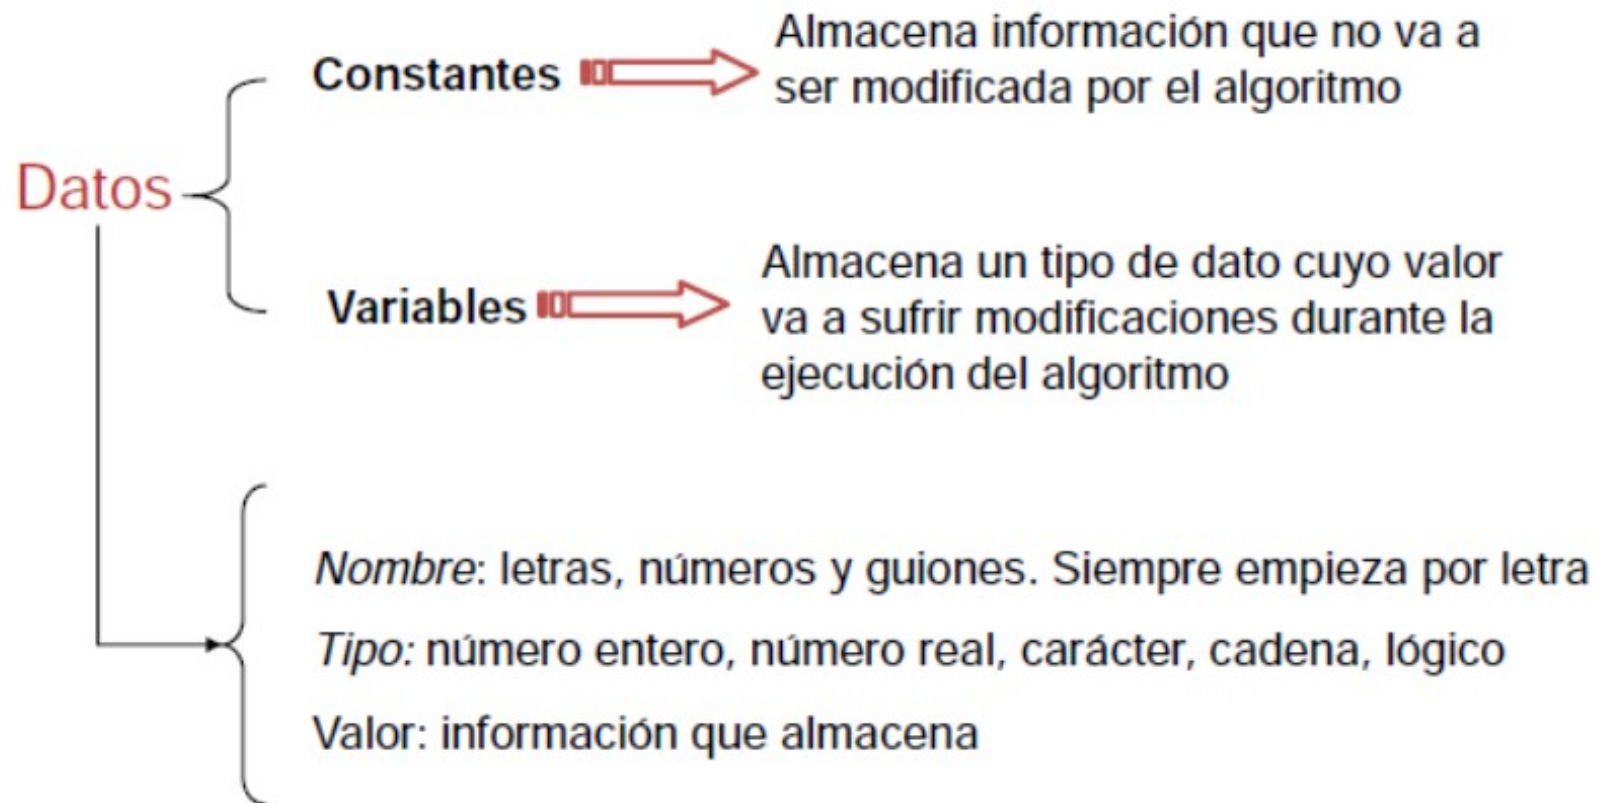 Constantes
Almacena información que no va a
ser modificada por el algoritmo
Datos
Variables
Almacena un tipo de dato cuyo valor
va a sufrir modificaciones durante la
ejecución del algoritmo
Nombre: letras, números y guiones. Siempre empieza por letra
Tipo: número entero, número real, carácter, cadena, lógico
Valor: información que almacena